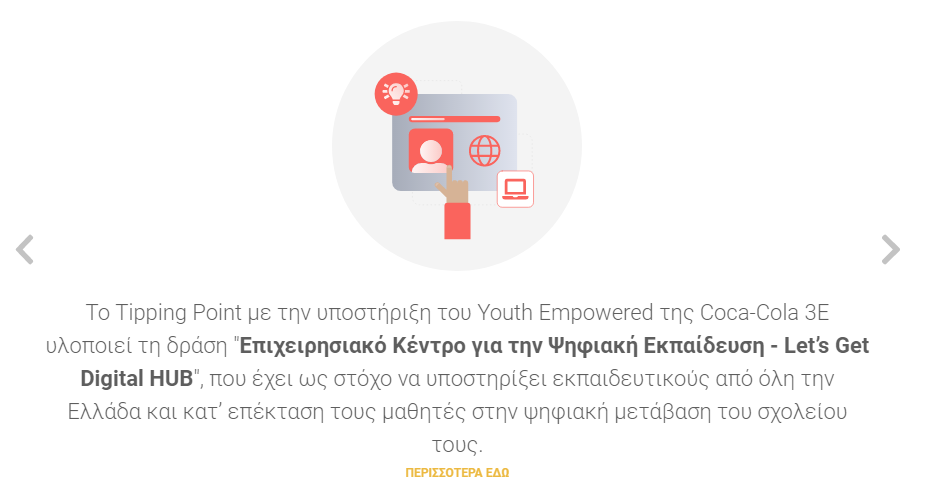 Το Tipping Point με την υποστήριξη του Youth Empowered της Coca-Cola 3E
υλοποιεί τη δράση "Επιχειρησιακό Κέντρο για την Ψηφιακή Εκπαίδευση - Let’s Get
Digital HUB", που έχει ως στόχο να υποστηρίξει εκπαιδευτικούς από όλη την
Ελλάδα και κατ’ επέκταση τους μαθητές στην ψηφιακή μετάβαση του σχολείου
τους.
ΠΕΡΙΣΣΟΤΕΡΑ ΕΔΩ